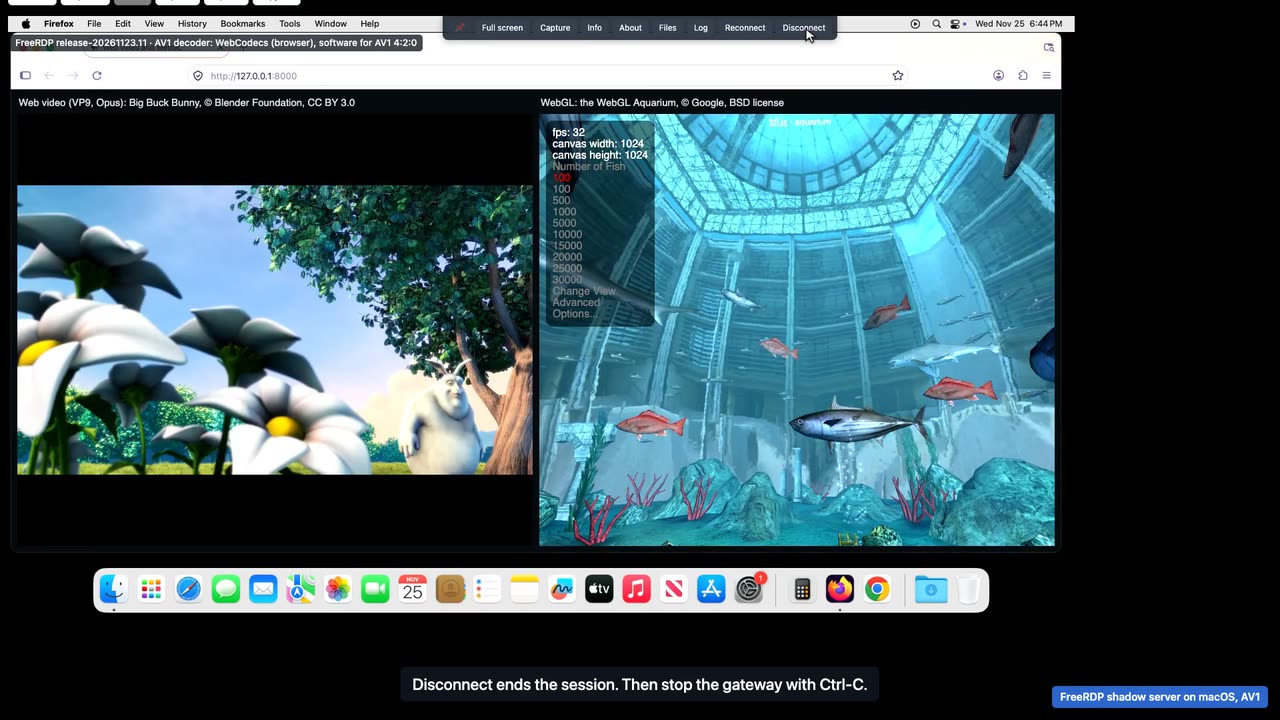 Firefox File Edit View History Bookmarks Tools Window Help
Full screen Capture Info About Files Log Reconnect Disconnect
Wed Nov 25 6:44 PM
FreeRDP release-20261123.11 · AV1 decoder: WebCodecs (browser), software for AV1 4:2:0
http://127.0.0.1:8000
Web video (VP9, Opus): Big Buck Bunny, © Blender Foundation, CC BY 3.0
WebGL: the WebGL Aquarium, © Google, BSD license
aquarium
fps: 32
canvas width: 1024
canvas height: 1024
Number of Fish
100
100
500
1000
5000
10000
15000
20000
25000
30000
Change View
Advanced
Options...
NOV
25
tv
1
Disconnect ends the session. Then stop the gateway with Ctrl-C.
FreeRDP shadow server on macOS, AV1